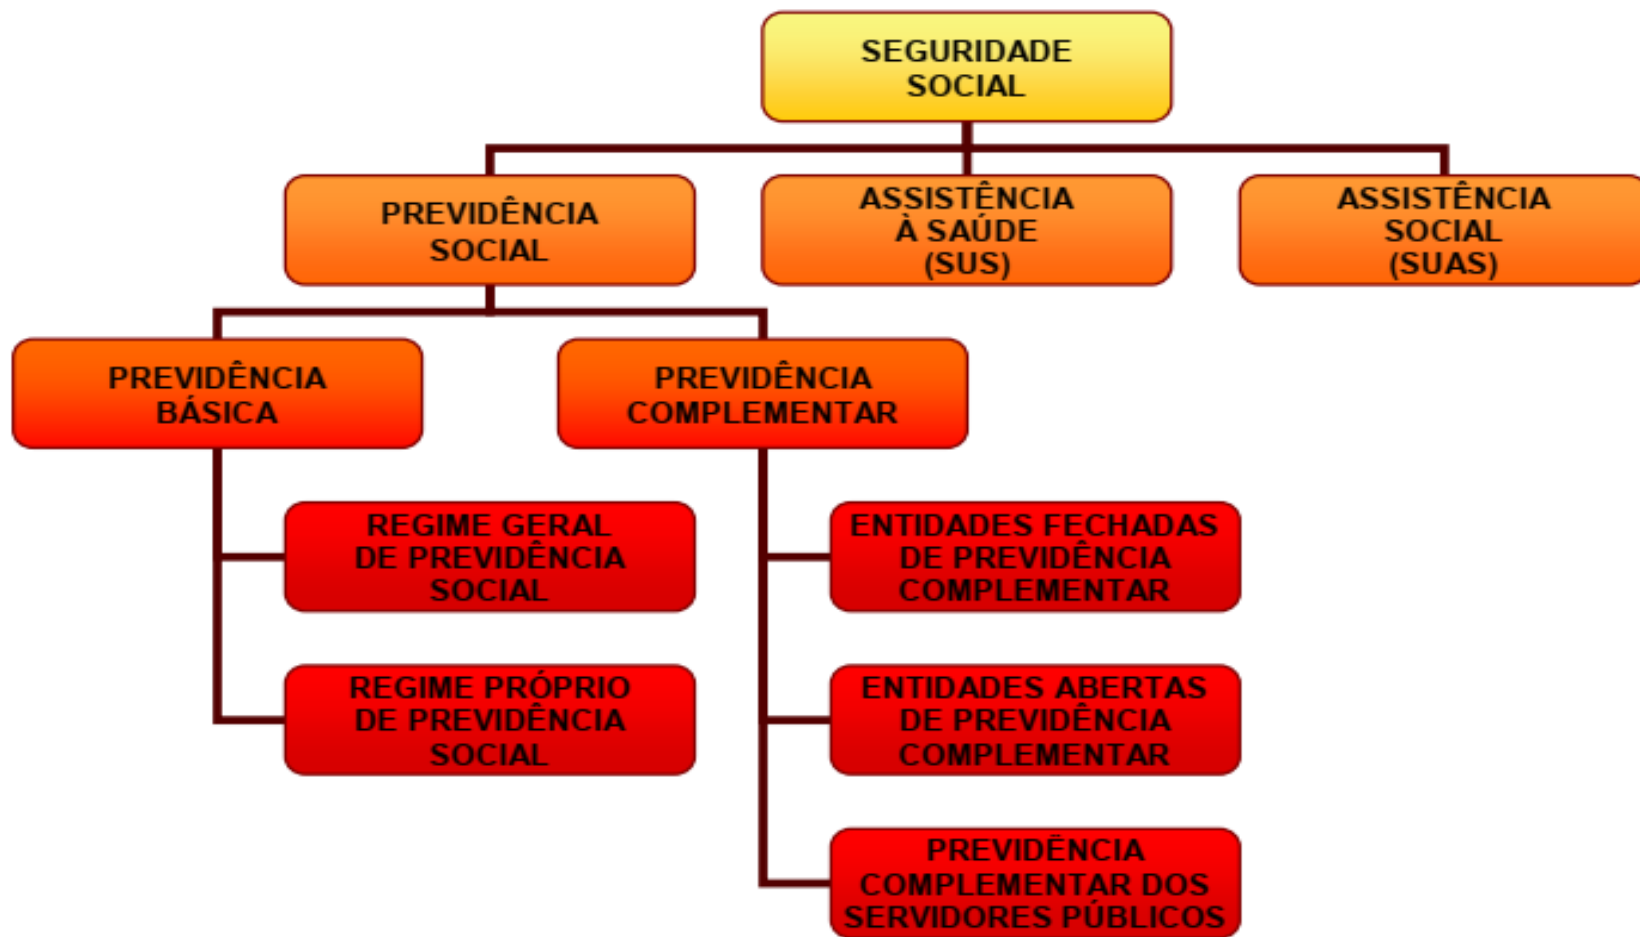 SEGURIDADE
SOCIAL
PREVIDÊNCIA
SOCIAL
ASSISTÊNCIA
À SAÚDE
(SUS)
ASSISTÊNCIA
SOCIAL
(SUAS)
PREVIDÊNCIA
BÁSICA
PREVIDÊNCIA
COMPLEMENTAR
REGIME GERAL
DE PREVIDÊNCIA
SOCIAL
REGIME PRÓPRIO
DE PREVIDÊNCIA
SOCIAL
ENTIDADES FECHADAS
DE PREVIDÊNCIA
COMPLEMENTAR
ENTIDADES ABERTAS
DE PREVIDÊNCIA
COMPLEMENTAR
PREVIDÊNCIA
COMPLEMENTAR DOS
SERVIDORES PÚBLICOS